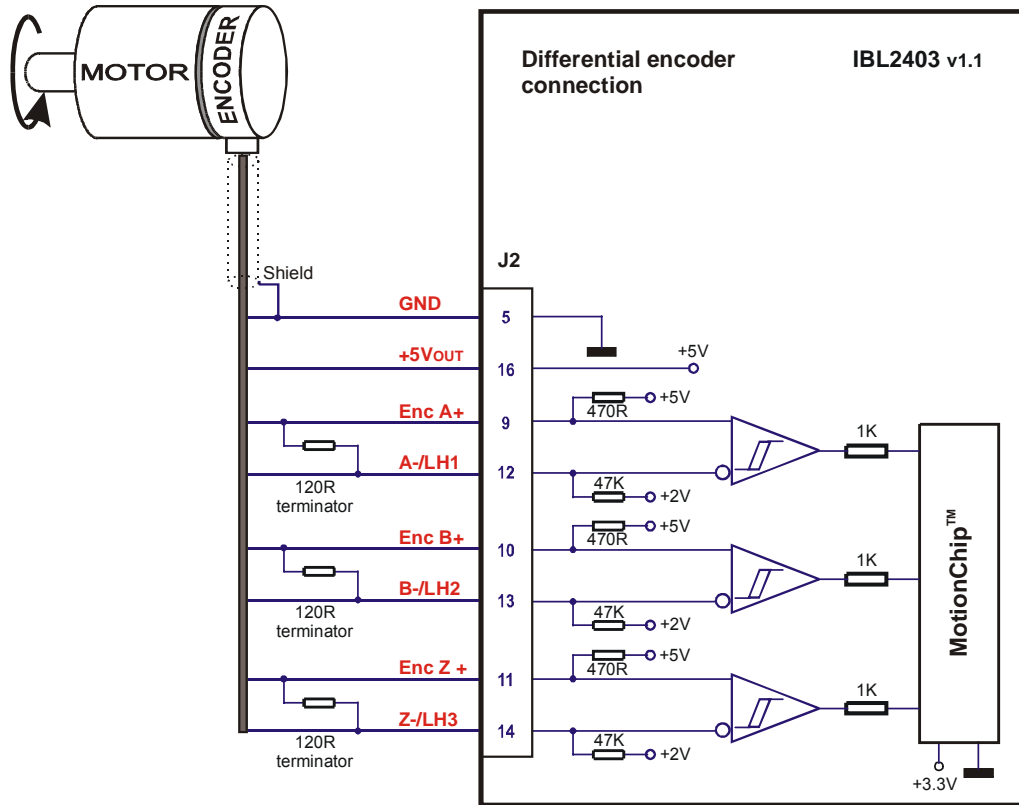 MOTOR
ENCODER
Differential encoder
connection
IBL2403 v1.1
J2
Shield
GND
5
+5VOUT
16
+5V
Enc A+
9
470R
+5V
1K
A-/LH1
12
47K
+2V
120R
terminator
Enc B+
10
470R
+5V
1K
B-/LH2
13
47K
+2V
120R
terminator
Enc Z +
11
470R
+5V
1K
Z-/LH3
14
47K
+2V
120R
terminator
MotionChip™
+3.3V